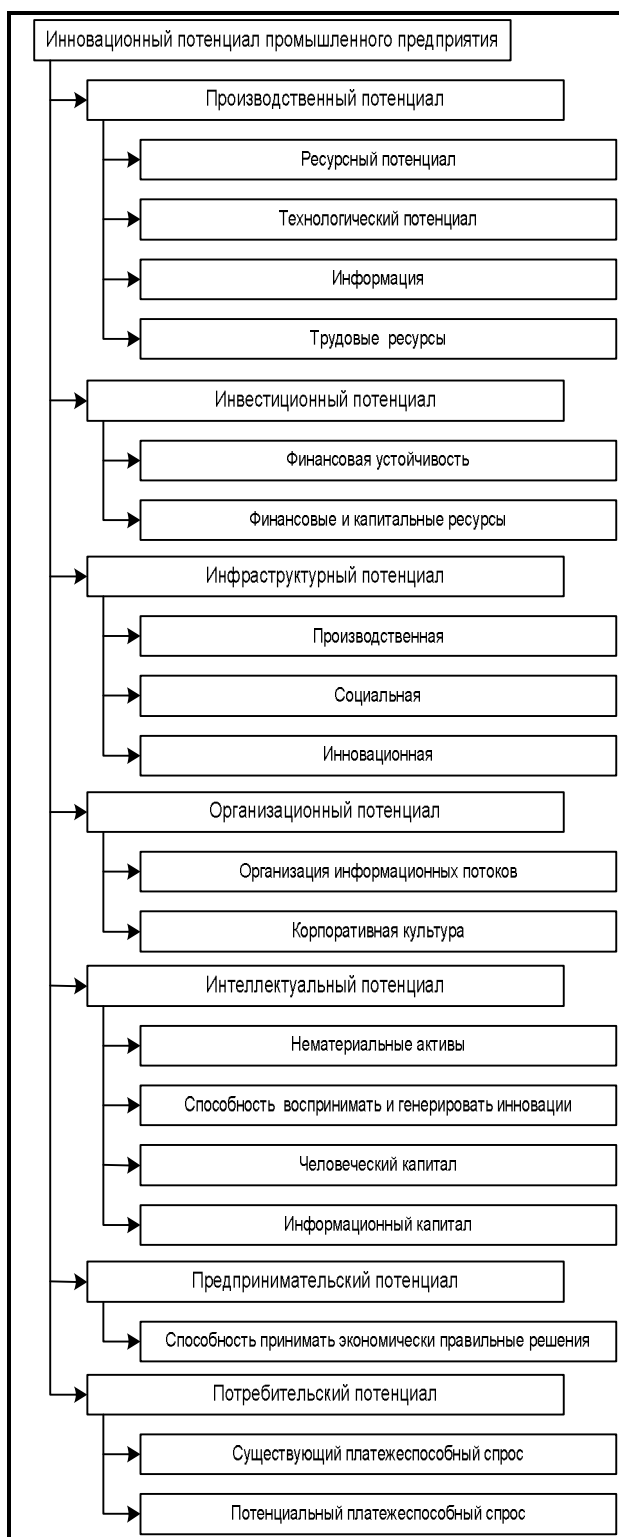 Инновационный потенциал промышленного предприятия
Производственный потенциал
Ресурсный потенциал
Технологический потенциал
Информация
Трудовые ресурсы
Инвестиционный потенциал
Финансовая устойчивость
Финансовые и капитальные ресурсы
Инфраструктурный потенциал
Производственная
Социальная
Инновационная
Организационный потенциал
Организация информационных потоков
Корпоративная культура
Интеллектуальный потенциал
Нематериальные активы
Способность воспринимать и генерировать инновации
Человеческий капитал
Информационный капитал
Предпринимательский потенциал
Способность принимать экономически правильные решения
Потребительский потенциал
Существующий платежеспособный спрос
Потенциальный платежеспособный спрос